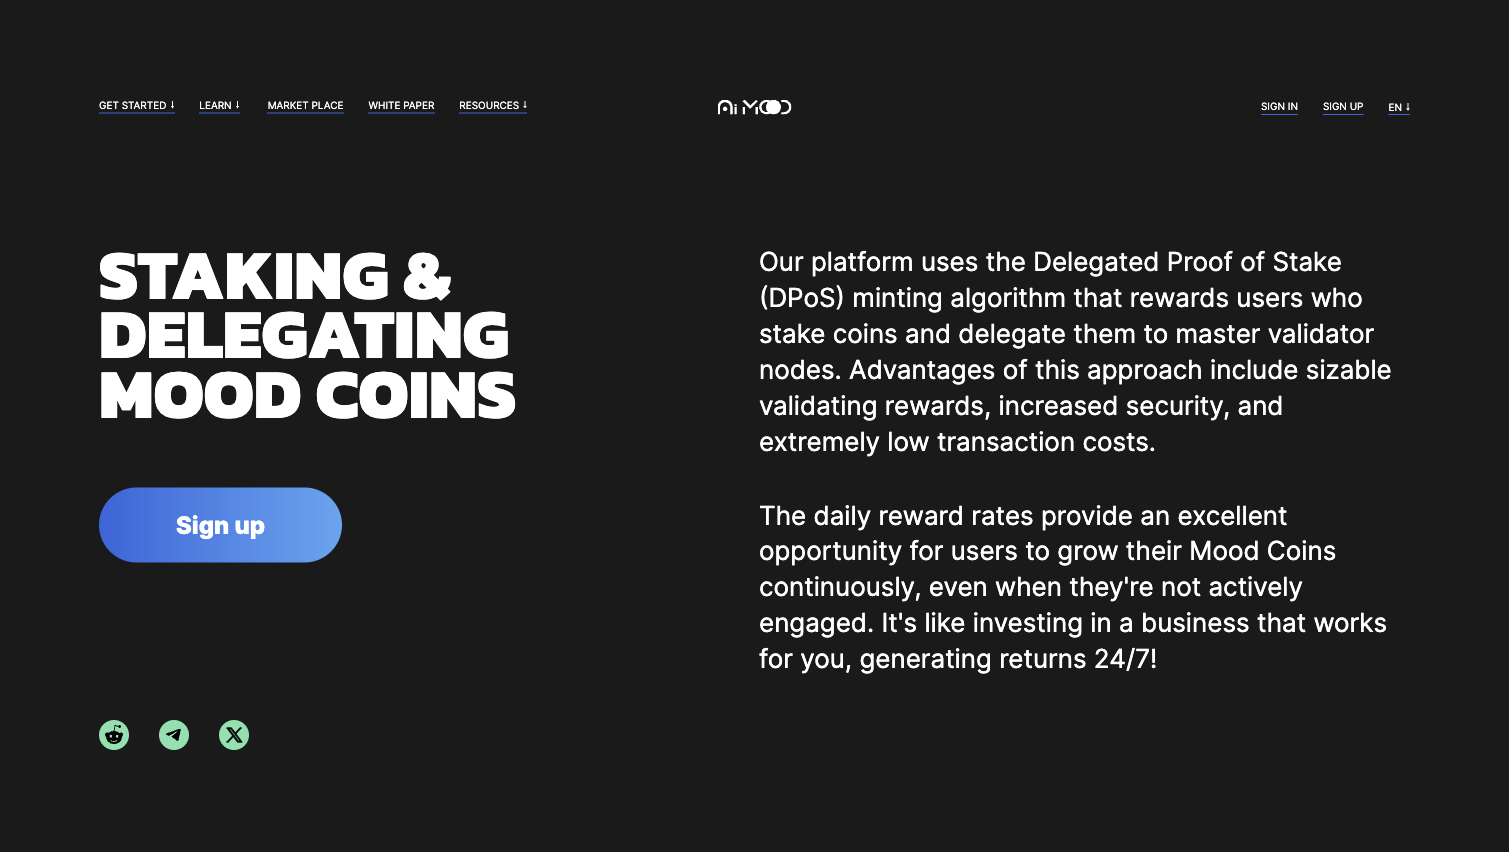 GET STARTED ↓ LEARN ↓ MARKET PLACE WHITE PAPER RESOURCES ↓
Ai MOOD
SIGN IN SIGN UP EN ↓
STAKING &
DELEGATING
MOOD COINS
Sign up
Our platform uses the Delegated Proof of Stake
(DPoS) minting algorithm that rewards users who
stake coins and delegate them to master validator
nodes. Advantages of this approach include sizable
validating rewards, increased security, and
extremely low transaction costs.
The daily reward rates provide an excellent
opportunity for users to grow their Mood Coins
continuously, even when they're not actively
engaged. It's like investing in a business that works
for you, generating returns 24/7!